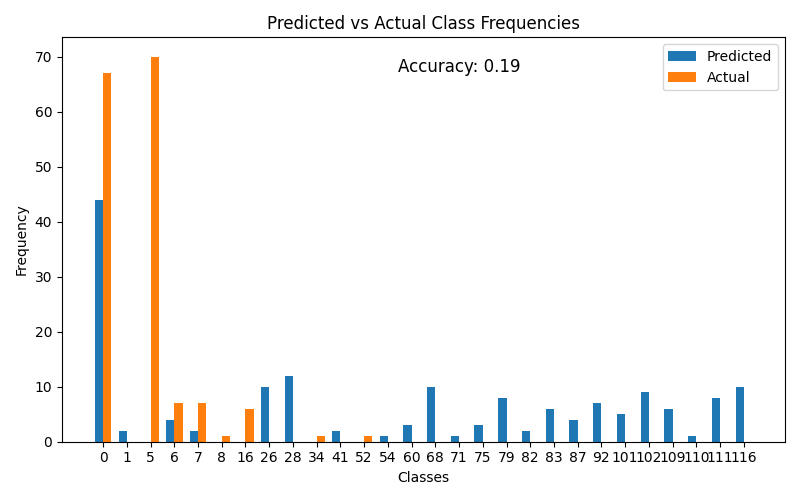 Predicted vs Actual Class Frequencies
Accuracy: 0.19
Predicted
Actual
Frequency
70
60
50
40
30
20
10
0
0 1 5 6 7 8 16 26 28 34 41 52 54 60 68 71 75 79 82 83 87 92 101 102 109 110 111 116
Classes